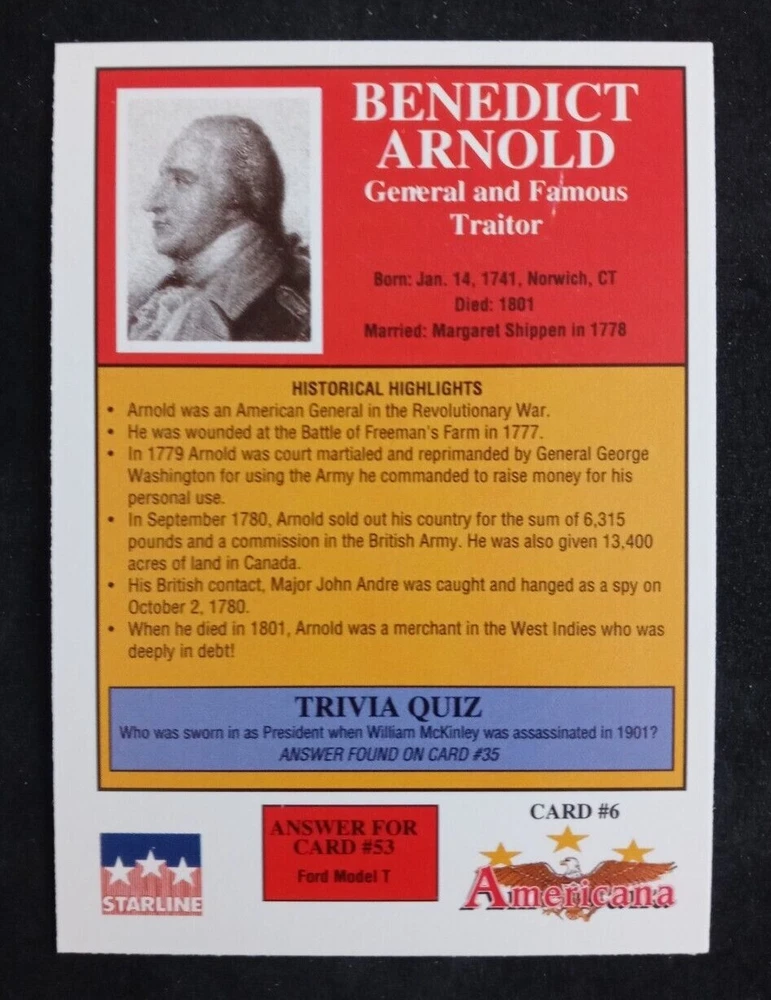 BENEDICT
ARNOLD
General and Famous
Traitor
Born: Jan. 14, 1741, Norwich, CT
Died: 1801
Married: Margaret Shippen in 1778
HISTORICAL HIGHLIGHTS
• Arnold was an American General in the Revolutionary War.
• He was wounded at the Battle of Freeman's Farm in 1777.
• In 1779 Arnold was court martialed and reprimanded by General George
Washington for using the Army he commanded to raise money for his
personal use.
• In September 1780, Arnold sold out his country for the sum of 6,315
pounds and a commission in the British Army. He was also given 13,400
acres of land in Canada.
• His British contact, Major John Andre was caught and hanged as a spy on
October 2, 1780.
• When he died in 1801, Arnold was a merchant in the West Indies who was
deeply in debt!
TRIVIA QUIZ
Who was sworn in as President when William McKinley was assassinated in 1901?
ANSWER FOUND ON CARD #35
STARLINE
ANSWER FOR
CARD #53
Ford Model T
CARD #6
Americana